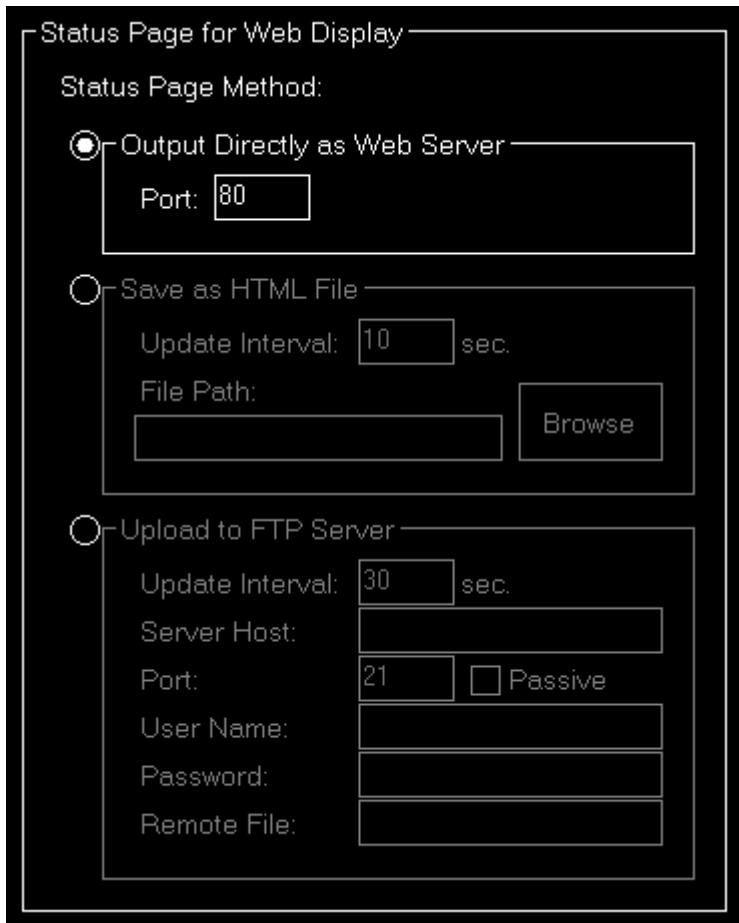 Status Page for Web Display
Status Page Method:
Output Directly as Web Server
Port: 80
Save as HTML File
Update Interval: 10 sec.
File Path:
Browse
Upload to FTP Server
Update Interval: 30 sec.
Server Host:
Port: 21 Passive
User Name:
Password:
Remote File: